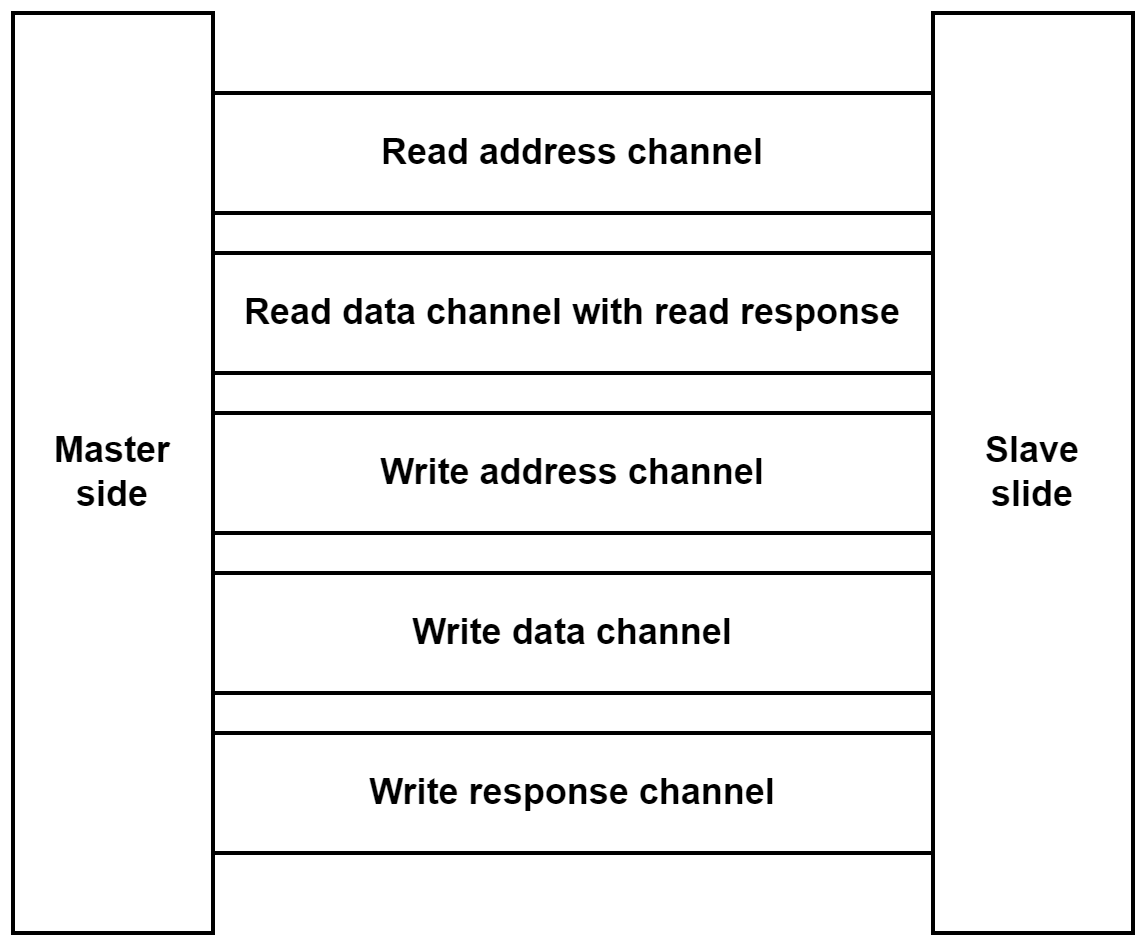 Read address channel
Read data channel with read response
Master
side
Write address channel
Slave
slide
Write data channel
Write response channel